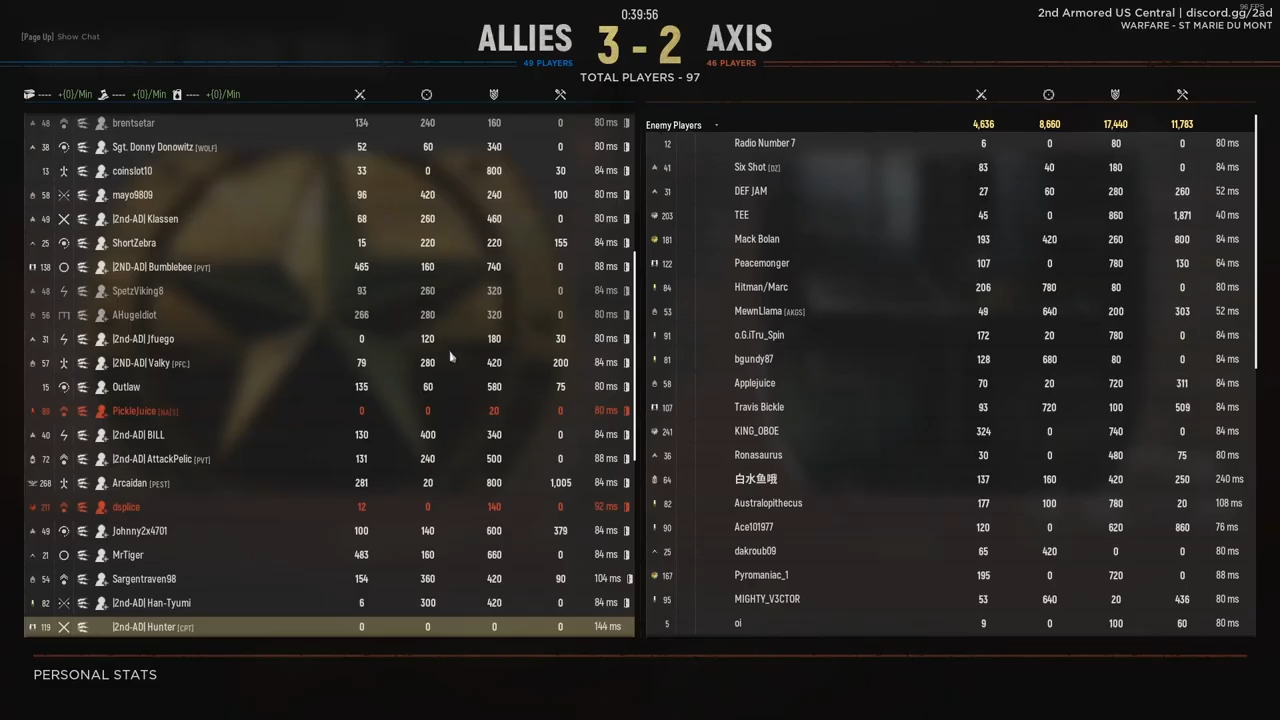 96 FPS
0:39:56
2nd Armored US Central | discord.gg/2ad
WARFARE - ST MARIE DU MONT
[Page Up] Show Chat
ALLIES 3 - 2 AXIS
49 PLAYERS 46 PLAYERS
TOTAL PLAYERS - 97
---- +{0}/Min ---- +{0}/Min ---- +{0}/Min
48 brentsetar 134 240 160 0 80 ms
38 Sgt. Donny Donowitz [WOLF] 52 60 340 0 80 ms
13 coinslot10 33 0 800 30 84 ms
58 mayo9809 96 420 240 100 80 ms
49 |2nd-AD| Klassen 68 260 460 0 80 ms
25 ShortZebra 15 220 220 155 84 ms
138 |2ND-AD| Bumblebee [PVT] 465 160 740 0 88 ms
48 SpetzViking8 93 260 320 0 84 ms
56 AHugeIdiot 266 280 320 0 84 ms
31 |2nd-AD| Jfuego 0 120 180 30 84 ms
57 |2ND-AD| Valky [PFC.] 79 280 420 200 84 ms
15 Outlaw 135 60 580 75 80 ms
PickleJuice 0 0 20 0 80 ms
40 |2nd-AD| BILL 130 400 340 0 84 ms
72 |2nd-AD| AttackPelic [PVT] 131 240 500 0 88 ms
268 Arcaidan [PEST] 281 20 800 1,005 84 ms
211 dsplice 12 0 140 0 92 ms
49 Johnny2x4701 100 140 600 379 84 ms
21 MrTiger 483 160 660 0 84 ms
54 Sargentraven98 154 360 420 90 104 ms
82 |2nd-AD| Han-Tyumi 6 300 420 0 84 ms
119 |2nd-AD| Hunter [CPT] 0 0 0 0 144 ms
Enemy Players - 4,636 8,660 17,440 11,783
12 Radio Number 7 6 0 80 0 80 ms
41 Six Shot [OZ] 83 40 180 0 84 ms
31 DEF JAM 27 60 280 260 52 ms
203 TEE 45 0 860 1,871 40 ms
181 Mack Bolan 193 420 260 800 84 ms
122 Peacemonger 107 0 780 130 64 ms
84 Hitman/Marc 206 780 80 0 84 ms
53 MewnLlama [AKGS] 49 640 200 303 52 ms
91 o.G.iTru_Spin 172 20 780 0 84 ms
81 bgundy87 128 680 80 0 84 ms
58 Applejuice 70 20 720 311 84 ms
107 Travis Bickle 93 720 100 509 84 ms
241 KING_OBOE 324 0 740 0 84 ms
36 Ronasaurus 30 0 480 75 80 ms
64 白水鱼哦 137 160 420 250 240 ms
82 Australopithecus 177 100 780 20 108 ms
90 Ace101977 120 0 620 860 76 ms
25 dakroub09 65 420 0 0 80 ms
167 Pyromaniac_1 195 0 720 0 88 ms
95 MIGHTY_V3CTOR 53 640 20 436 80 ms
5 oi 9 0 100 60 80 ms
PERSONAL STATS